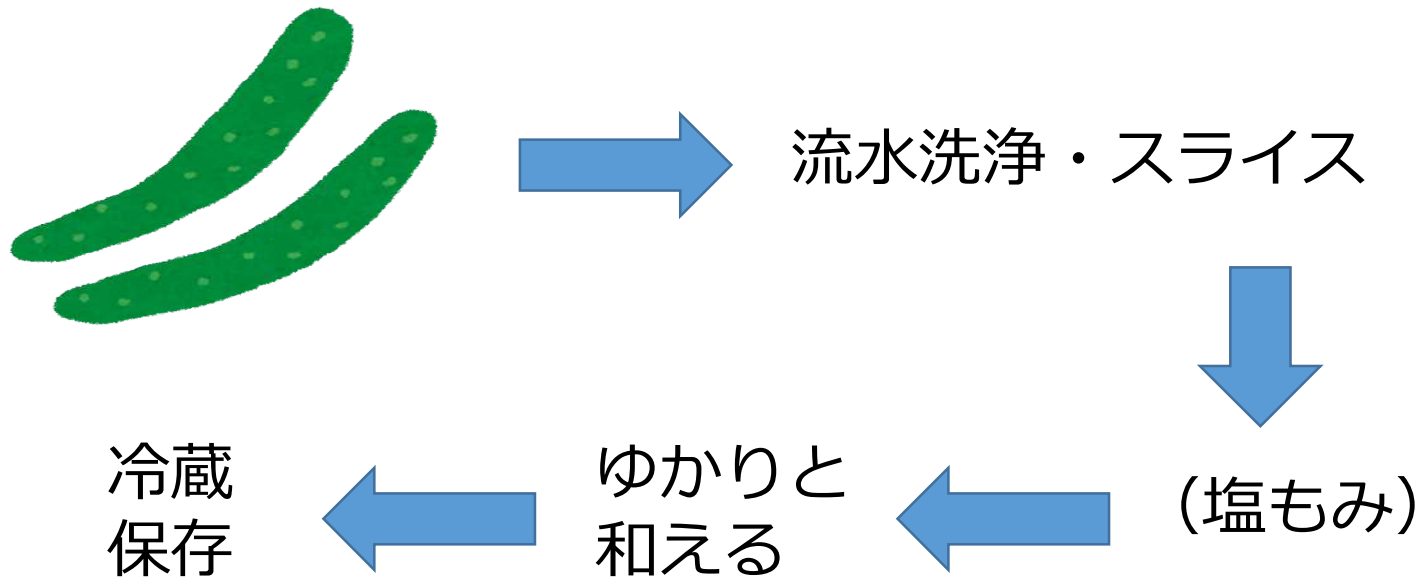 流水洗浄・スライス
（塩もみ）
ゆかりと
和える
冷蔵
保存